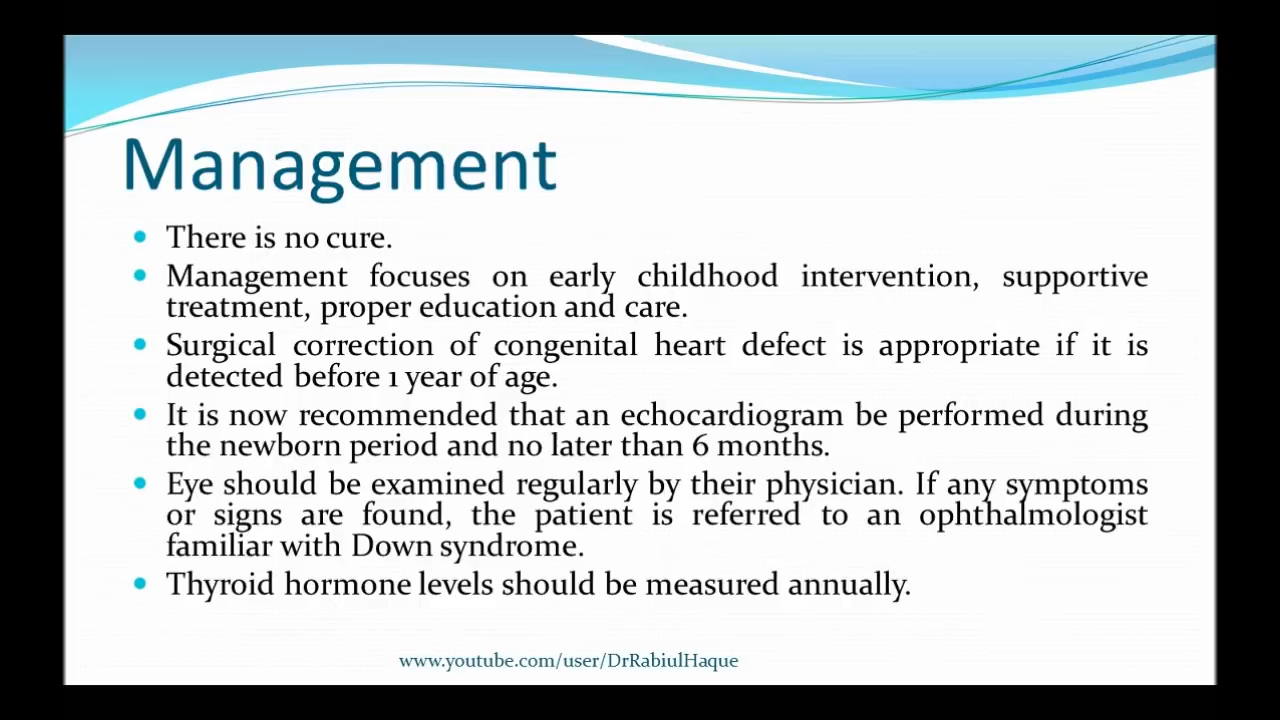 Management
• There is no cure.
• Management focuses on early childhood intervention, supportive
treatment, proper education and care.
• Surgical correction of congenital heart defect is appropriate if it is
detected before 1 year of age.
• It is now recommended that an echocardiogram be performed during
the newborn period and no later than 6 months.
• Eye should be examined regularly by their physician. If any symptoms
or signs are found, the patient is referred to an ophthalmologist
familiar with Down syndrome.
• Thyroid hormone levels should be measured annually.
www.youtube.com/user/DrRabiulHaque